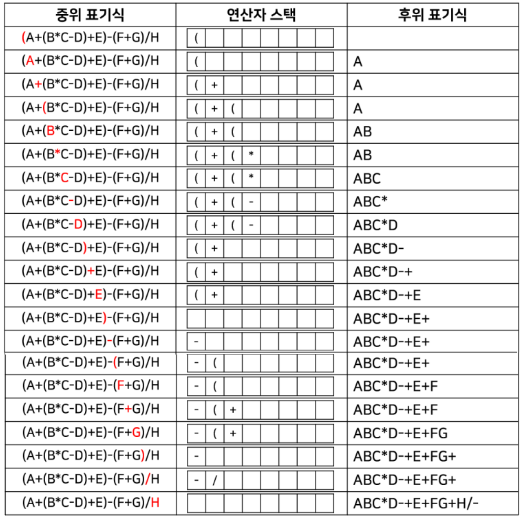 중위 표기식 연산자 스택 후위 표기식
(A+(B*C-D)+E)-(F+G)/H (
(A+(B*C-D)+E)-(F+G)/H ( A
(A+(B*C-D)+E)-(F+G)/H ( + A
(A+(B*C-D)+E)-(F+G)/H ( + ( A
(A+(B*C-D)+E)-(F+G)/H ( + ( AB
(A+(B*C-D)+E)-(F+G)/H ( + ( * AB
(A+(B*C-D)+E)-(F+G)/H ( + ( * ABC
(A+(B*C-D)+E)-(F+G)/H ( + ( - ABC*
(A+(B*C-D)+E)-(F+G)/H ( + ( - ABC*D
(A+(B*C-D)+E)-(F+G)/H ( + ABC*D-
(A+(B*C-D)+E)-(F+G)/H ( + ABC*D-+
(A+(B*C-D)+E)-(F+G)/H ( + ABC*D-+E
(A+(B*C-D)+E)-(F+G)/H ABC*D-+E+
(A+(B*C-D)+E)-(F+G)/H - ABC*D-+E+
(A+(B*C-D)+E)-(F+G)/H - ( ABC*D-+E+
(A+(B*C-D)+E)-(F+G)/H - ( ABC*D-+E+F
(A+(B*C-D)+E)-(F+G)/H - ( + ABC*D-+E+F
(A+(B*C-D)+E)-(F+G)/H - ( + ABC*D-+E+FG
(A+(B*C-D)+E)-(F+G)/H - ABC*D-+E+FG+
(A+(B*C-D)+E)-(F+G)/H - / ABC*D-+E+FG+
(A+(B*C-D)+E)-(F+G)/H ABC*D-+E+FG+H/-